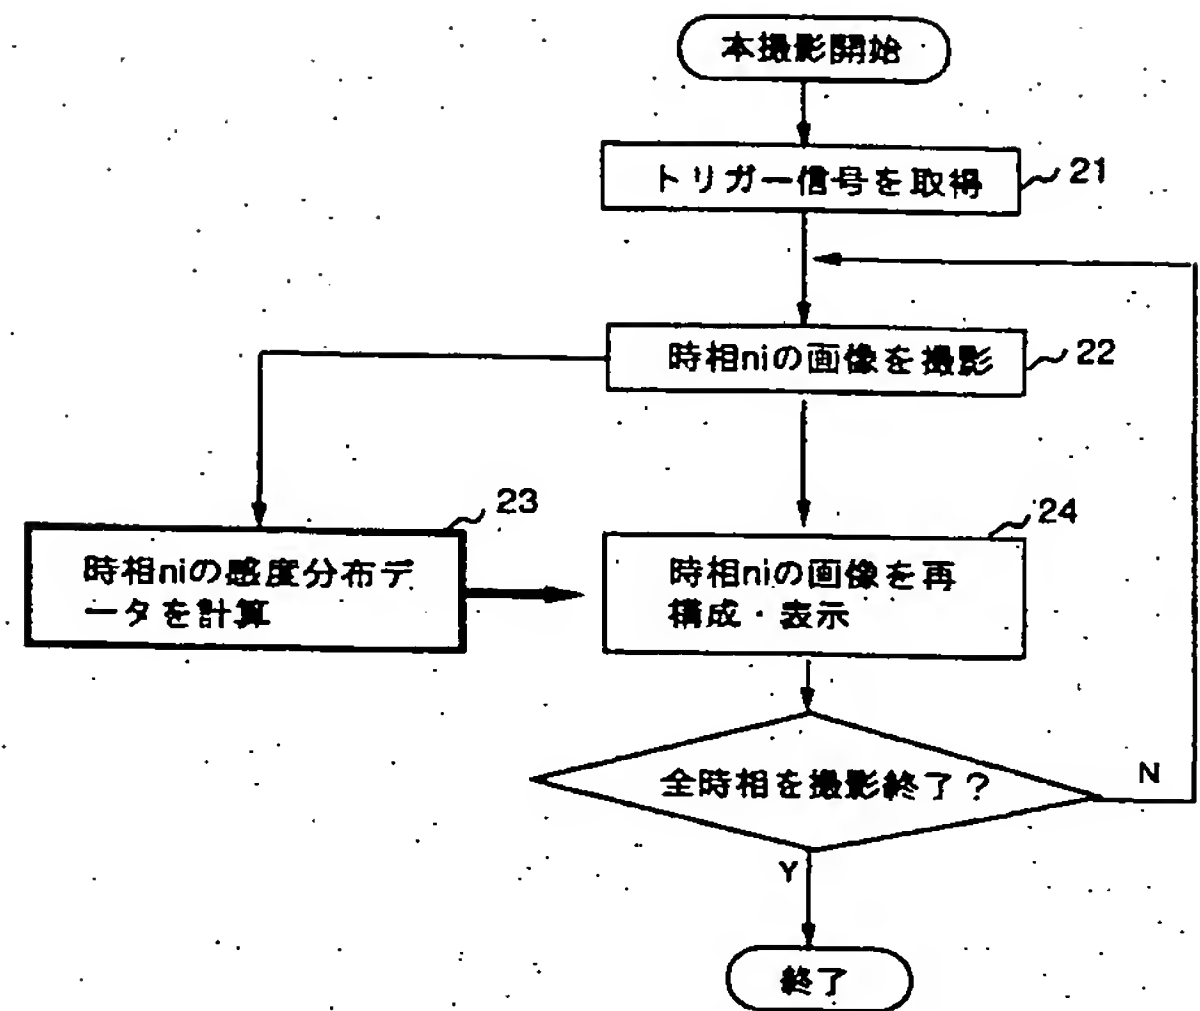 本撮影開始
トリガー信号を取得
21
時相niの画像を撮影
22
23
時相niの感度分布デ
ータを計算
24
時相niの画像を再
構成・表示
全時相を撮影終了？
N
Y
終了